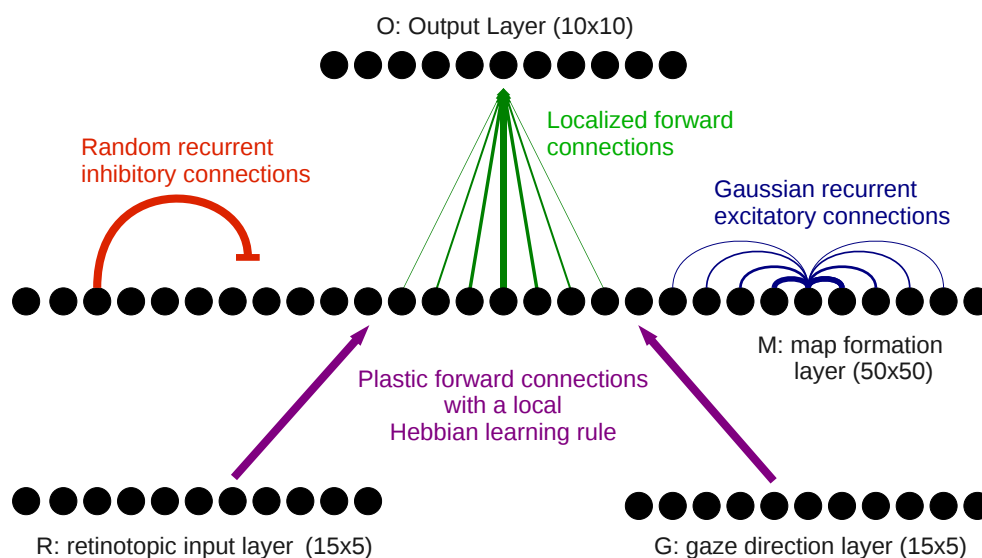 O: Output Layer (10x10)
Localized forward
connections
Random recurrent
inhibitory connections
Gaussian recurrent
excitatory connections
M: map formation
layer (50x50)
Plastic forward connections
with a local
Hebbian learning rule
R: retinotopic input layer (15x5)
G: gaze direction layer (15x5)